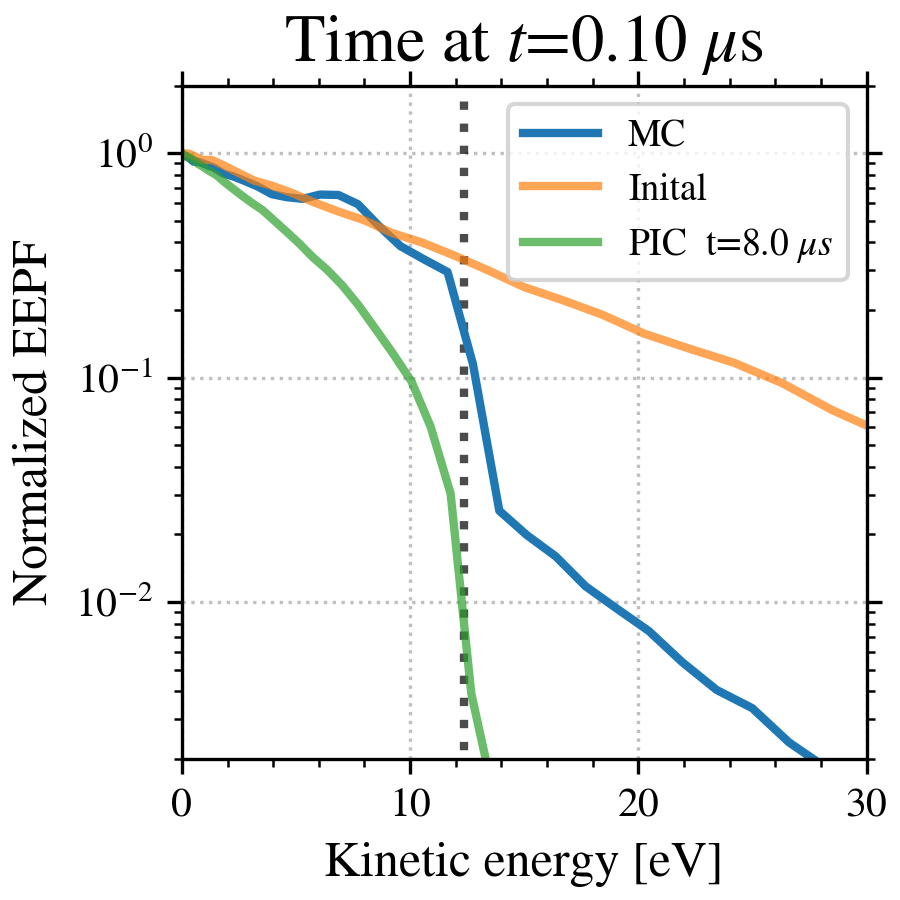 Time at t=0.10 μs
MC
Inital
PIC t=8.0 μs
10⁰
10⁻¹
10⁻²
Normalized EEPF
0 10 20 30
Kinetic energy [eV]